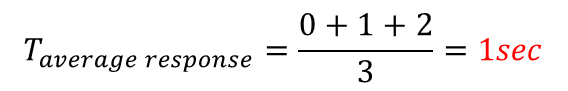 T_average response = (0 + 1 + 2) / 3 = 1sec